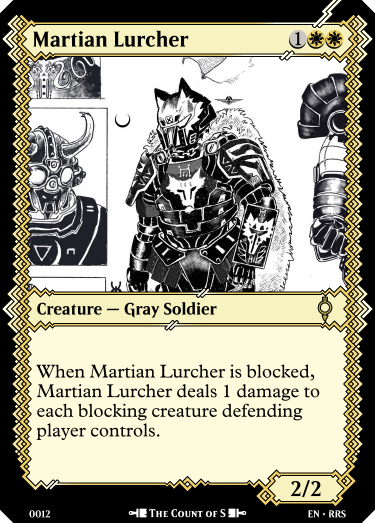 Martian Lurcher 1
Creature — Gray Soldier
When Martian Lurcher is blocked,
Martian Lurcher deals 1 damage to
each blocking creature defending
player controls.
2/2
0012 The Count of S EN • RRS